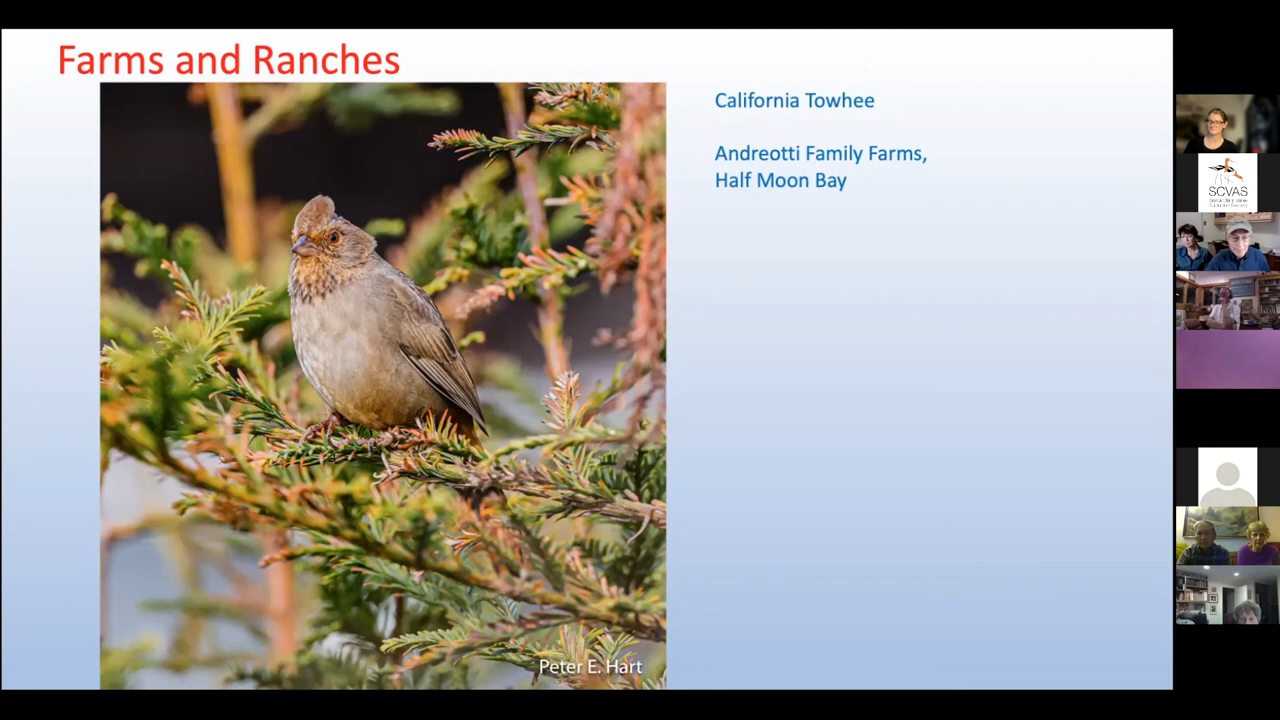 Farms and Ranches
California Towhee
Andreotti Family Farms,
Half Moon Bay
Peter E. Hart
SCVAS